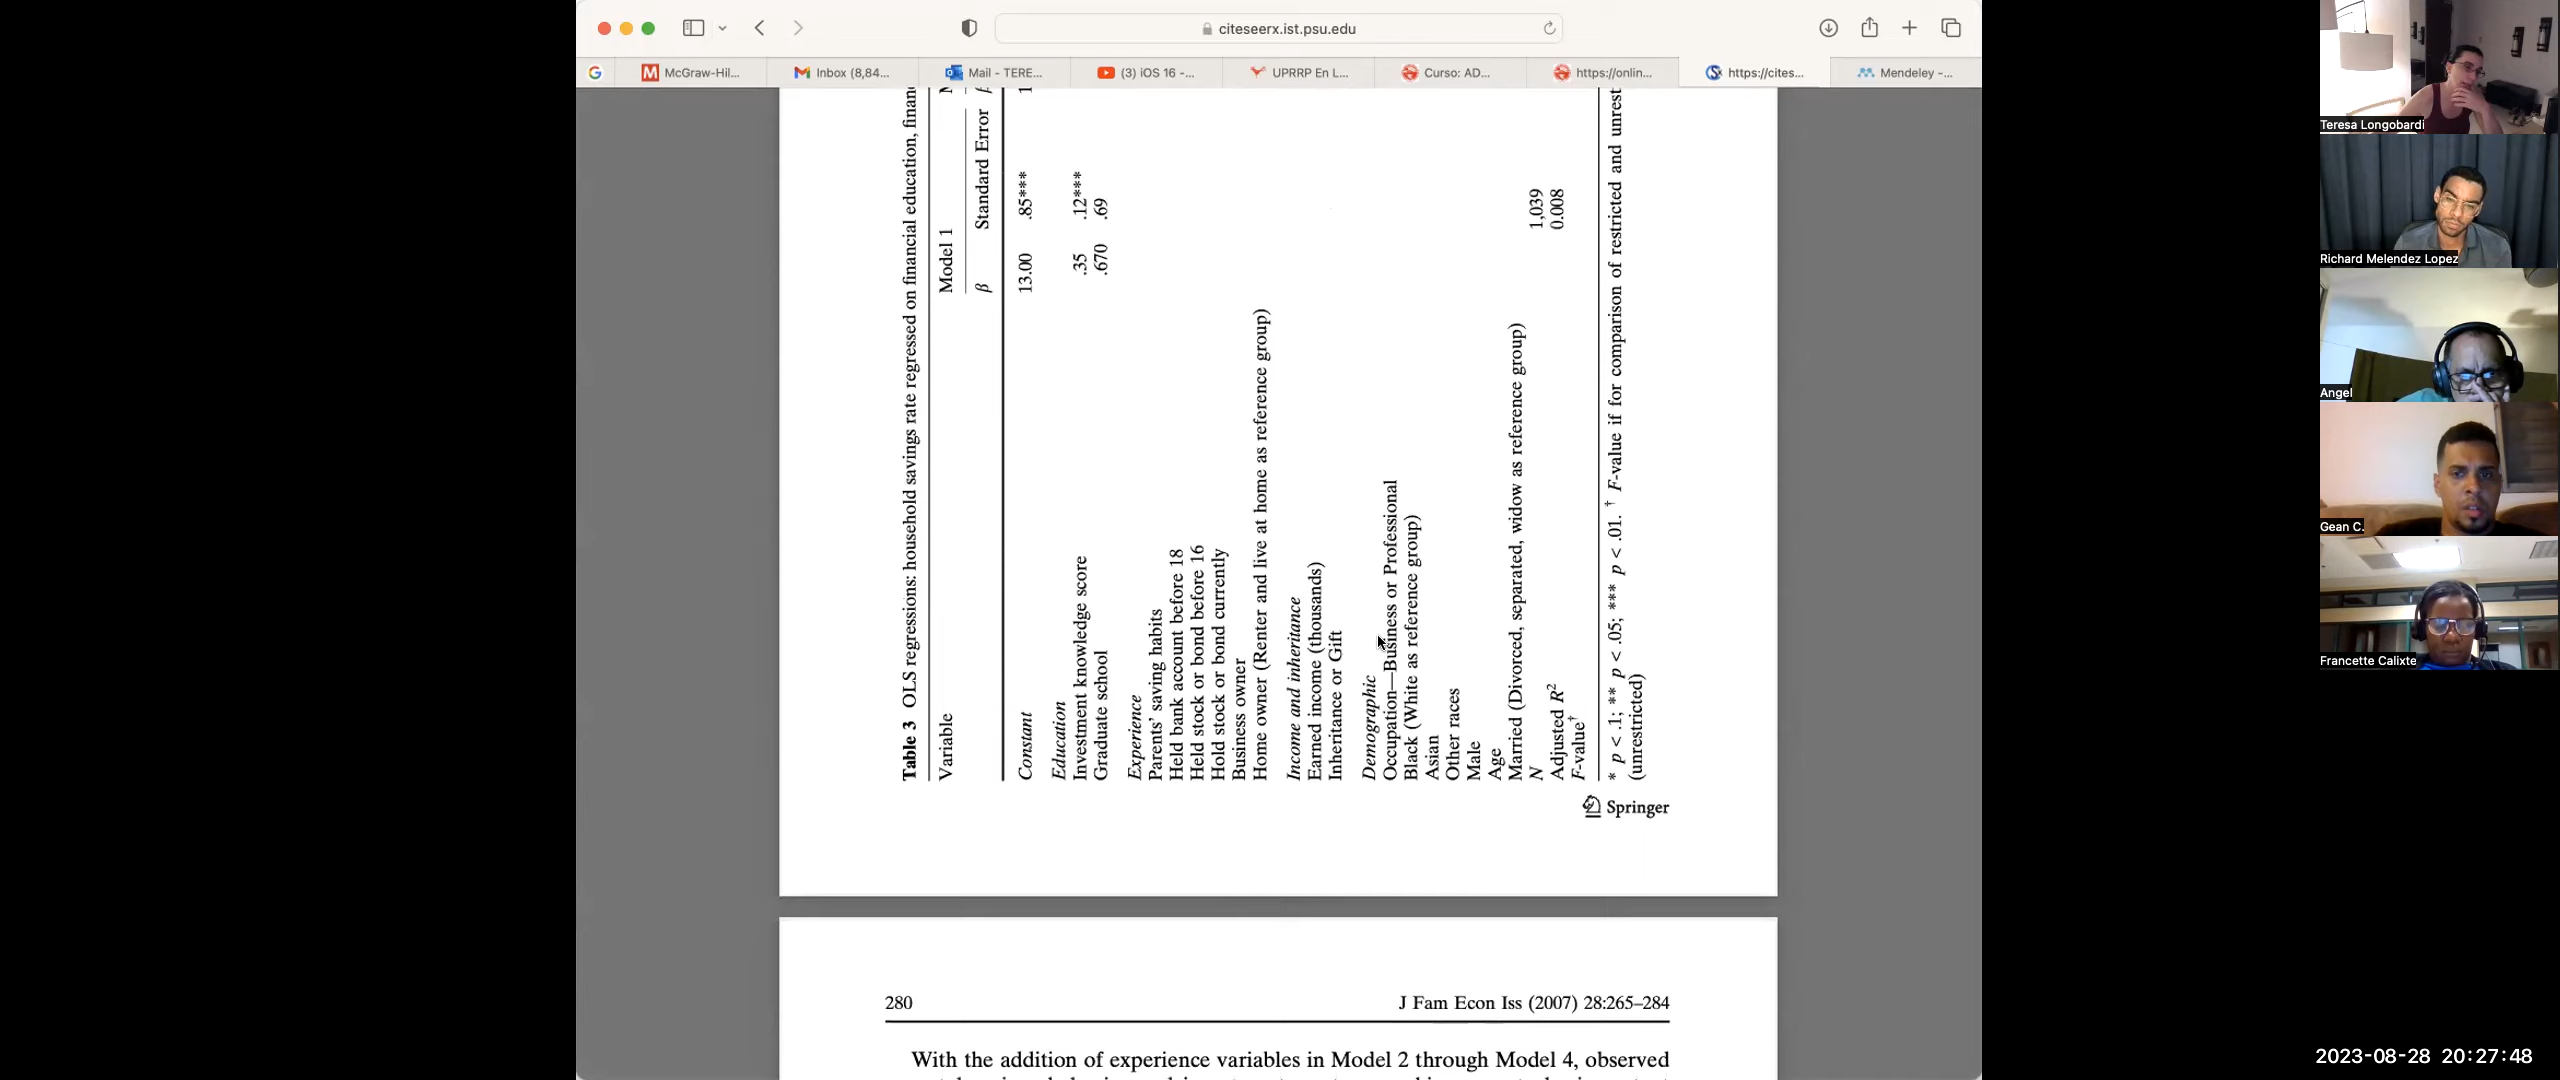 citeseerx.ist.psu.edu
McGraw-Hil...
Inbox (8,84...
Mail - TERE...
(3) iOS 16 -...
UPRRP En L...
Curso: AD...
https://onlin...
https://cites...
Mendeley -...
Table 3 OLS regressions: household savings rate regressed on financial education,
Variable Model 1
β Standard Error
Constant 13.00 .85***
Education
Investment knowledge score .35 .12***
Graduate school .670 .69
Experience
Parents' saving habits
Held bank account before 18
Held stock or bond before 16
Hold stock or bond currently
Business owner
Home owner (Renter and live at home as reference group)
Income and inheritance
Earned income (thousands)
Inheritance or Gift
Demographic
Occupation—Business or Professional
Black (White as reference group)
Asian
Other races
Male
Age
Married (Divorced, separated, widow as reference group)
N 1,039
Adjusted R² 0.008
F-value†
* p < .1; ** p < .05; *** p < .01. † F-value if for comparison of restricted and
(unrestricted)
Springer
280 J Fam Econ Iss (2007) 28:265–284
With the addition of experience variables in Model 2 through Model 4, observed
Teresa Longobardi
Richard Melendez Lopez
Angel
Gean C.
Francette Calixte
2023-08-28 20:27:48